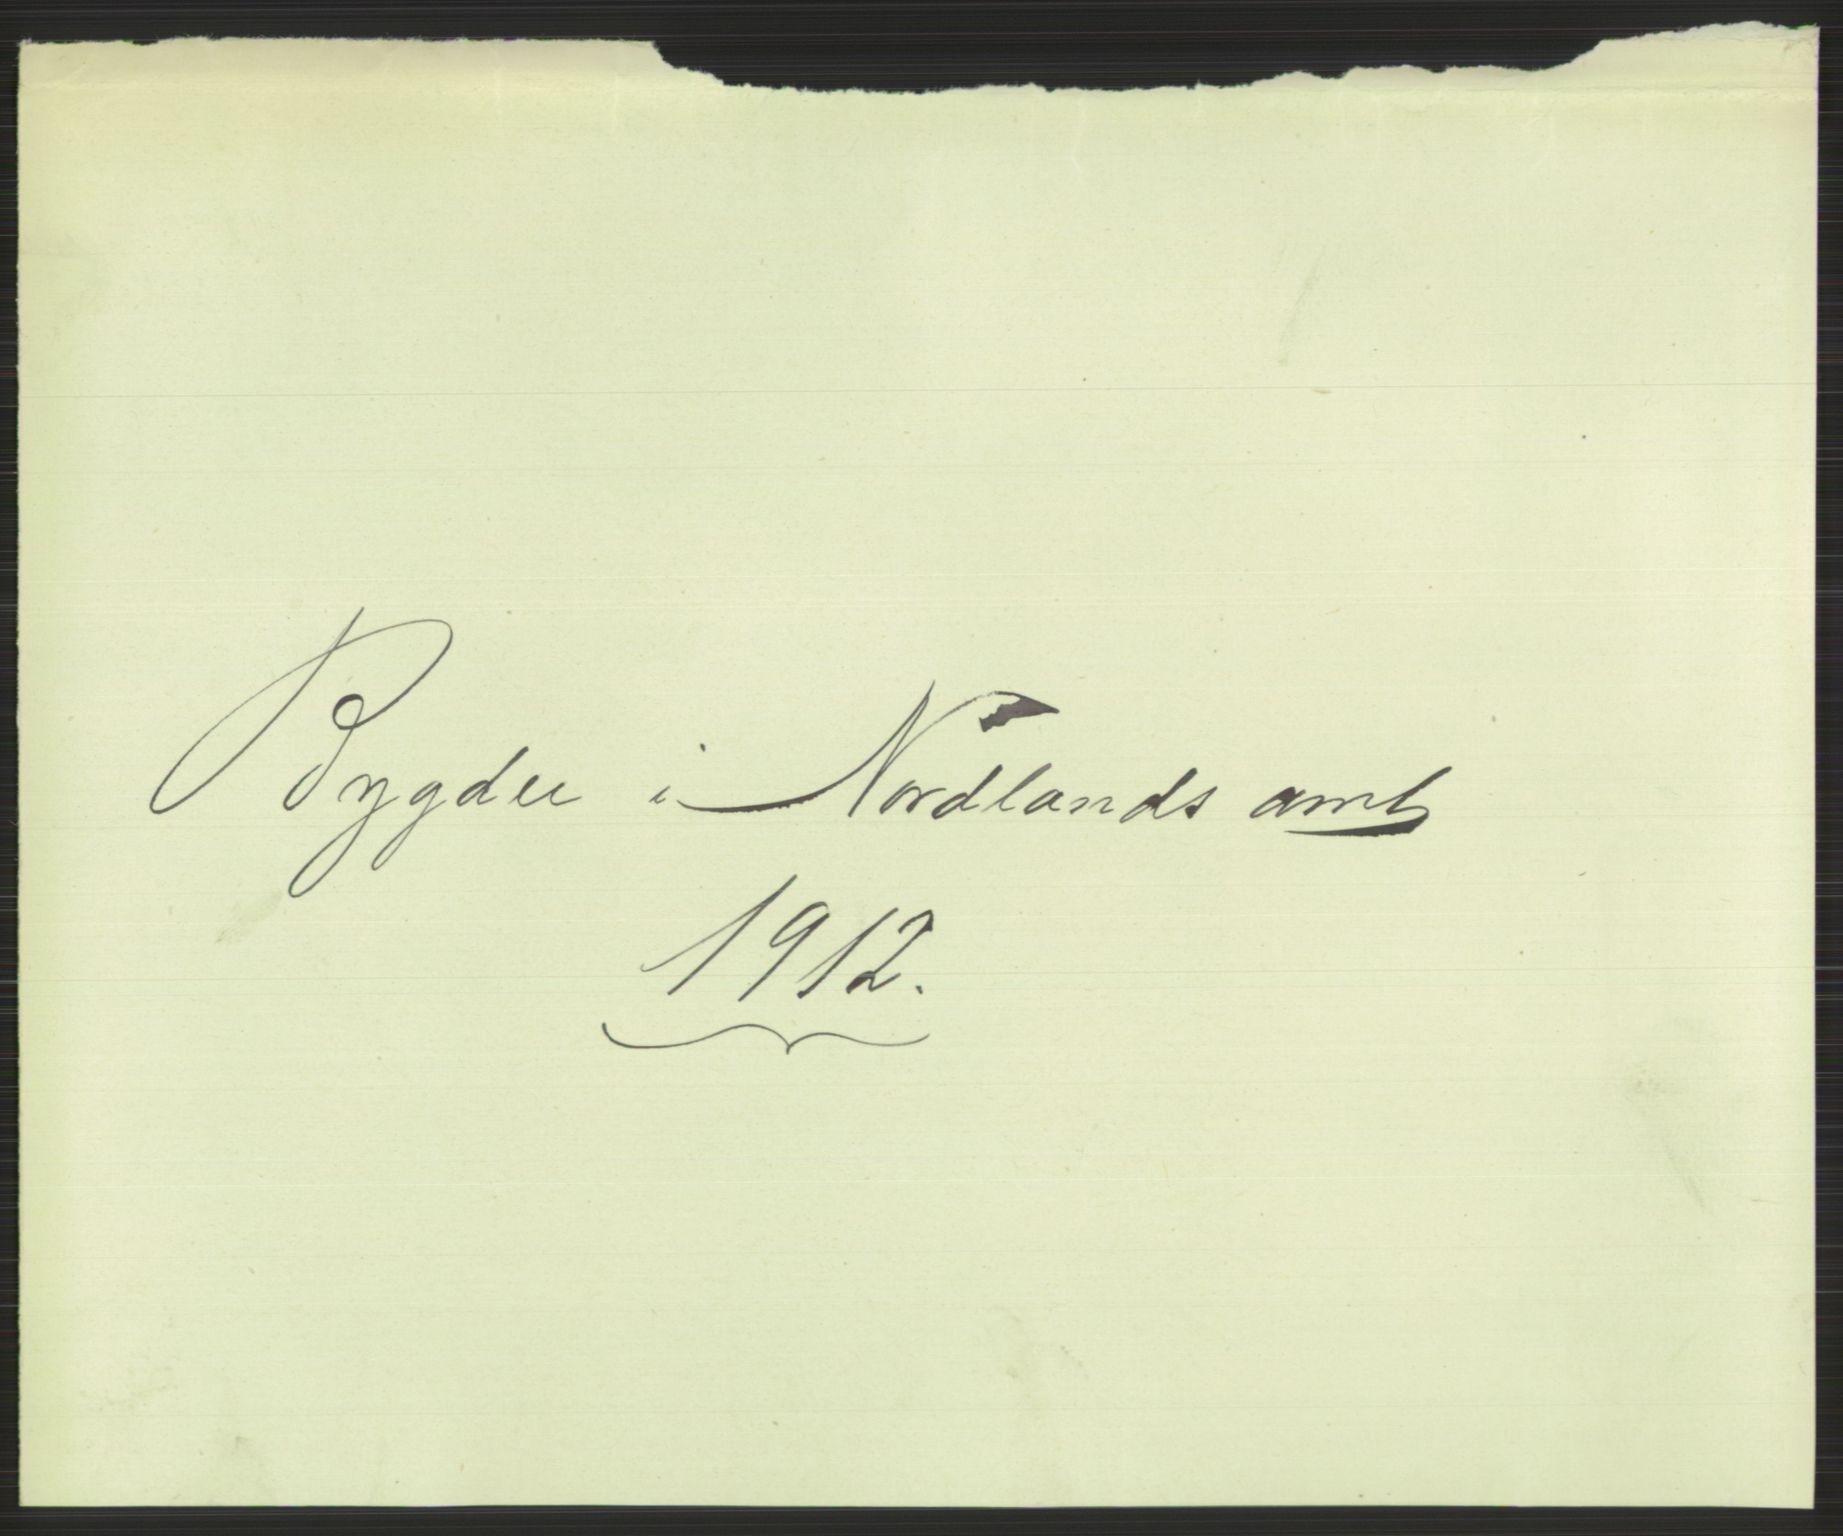 Bygder i Nordlands amt
1912.